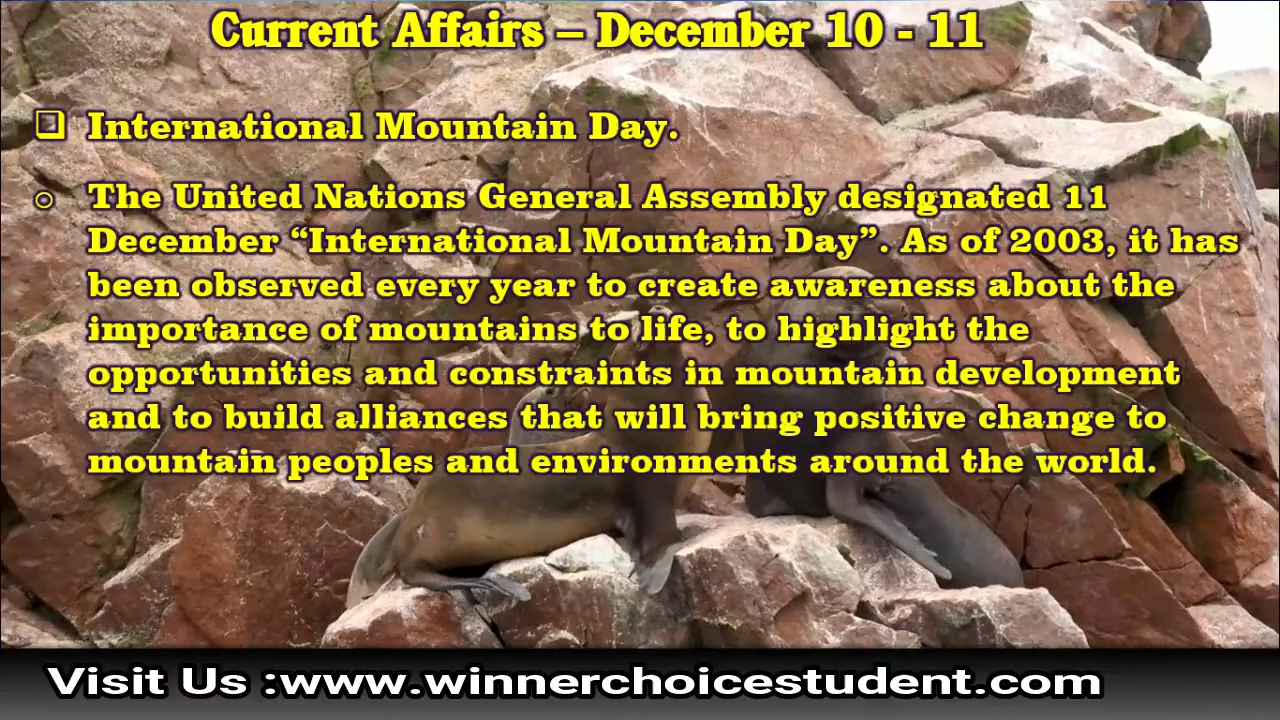 Current Affairs – December 10 - 11
❑ International Mountain Day.
The United Nations General Assembly designated 11
December “International Mountain Day”. As of 2003, it has
been observed every year to create awareness about the
importance of mountains to life, to highlight the
opportunities and constraints in mountain development
and to build alliances that will bring positive change to
mountain peoples and environments around the world.
Visit Us :www.winnerchoicestudent.com